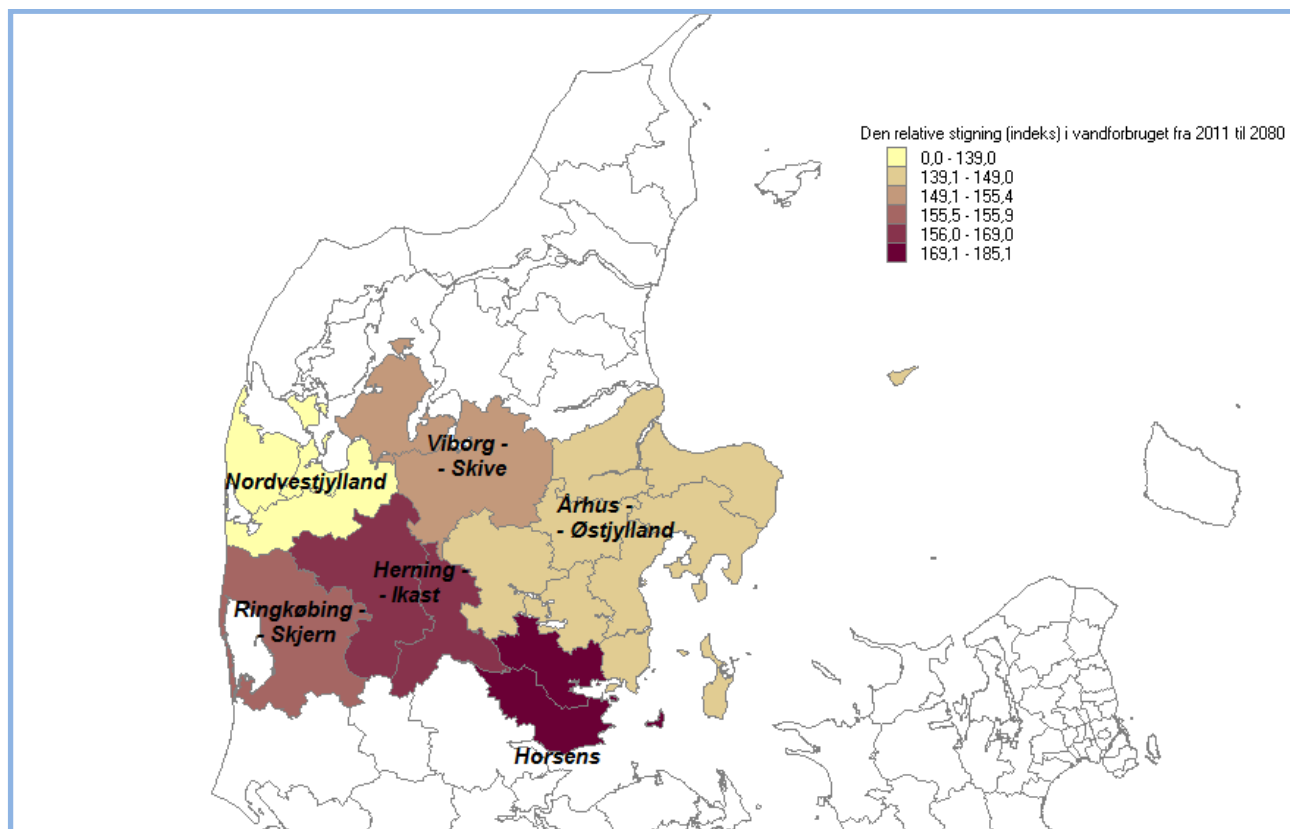 Den relative stigning (indeks) i vandforbruget fra 2011 til 2080
0,0 - 139,0
139,1 - 149,0
149,1 - 155,4
155,5 - 155,9
156,0 - 169,0
169,1 - 185,1
Viborg -
- Skive
Nordvestjylland
Århus -
- Østjylland
Herning -
- Ikast
Ringkøbing -
- Skjern
Horsens